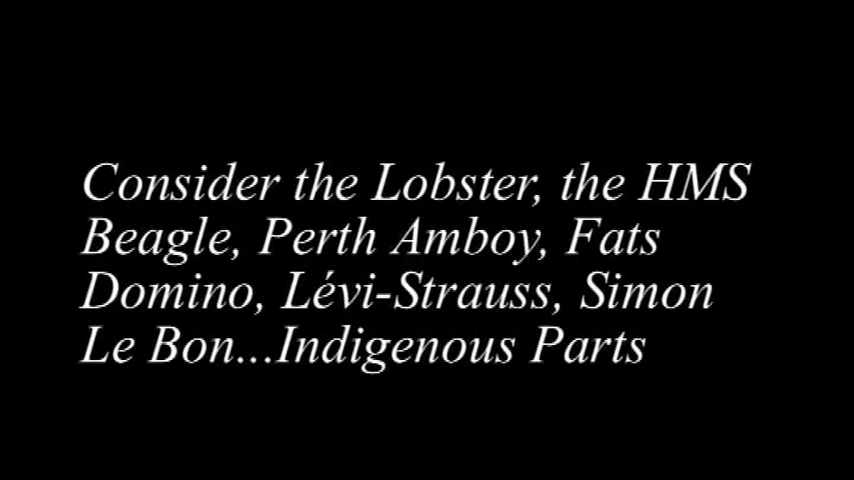 Consider the Lobster, the HMS
Beagle, Perth Amboy, Fats
Domino, Lévi-Strauss, Simon
Le Bon...Indigenous Parts